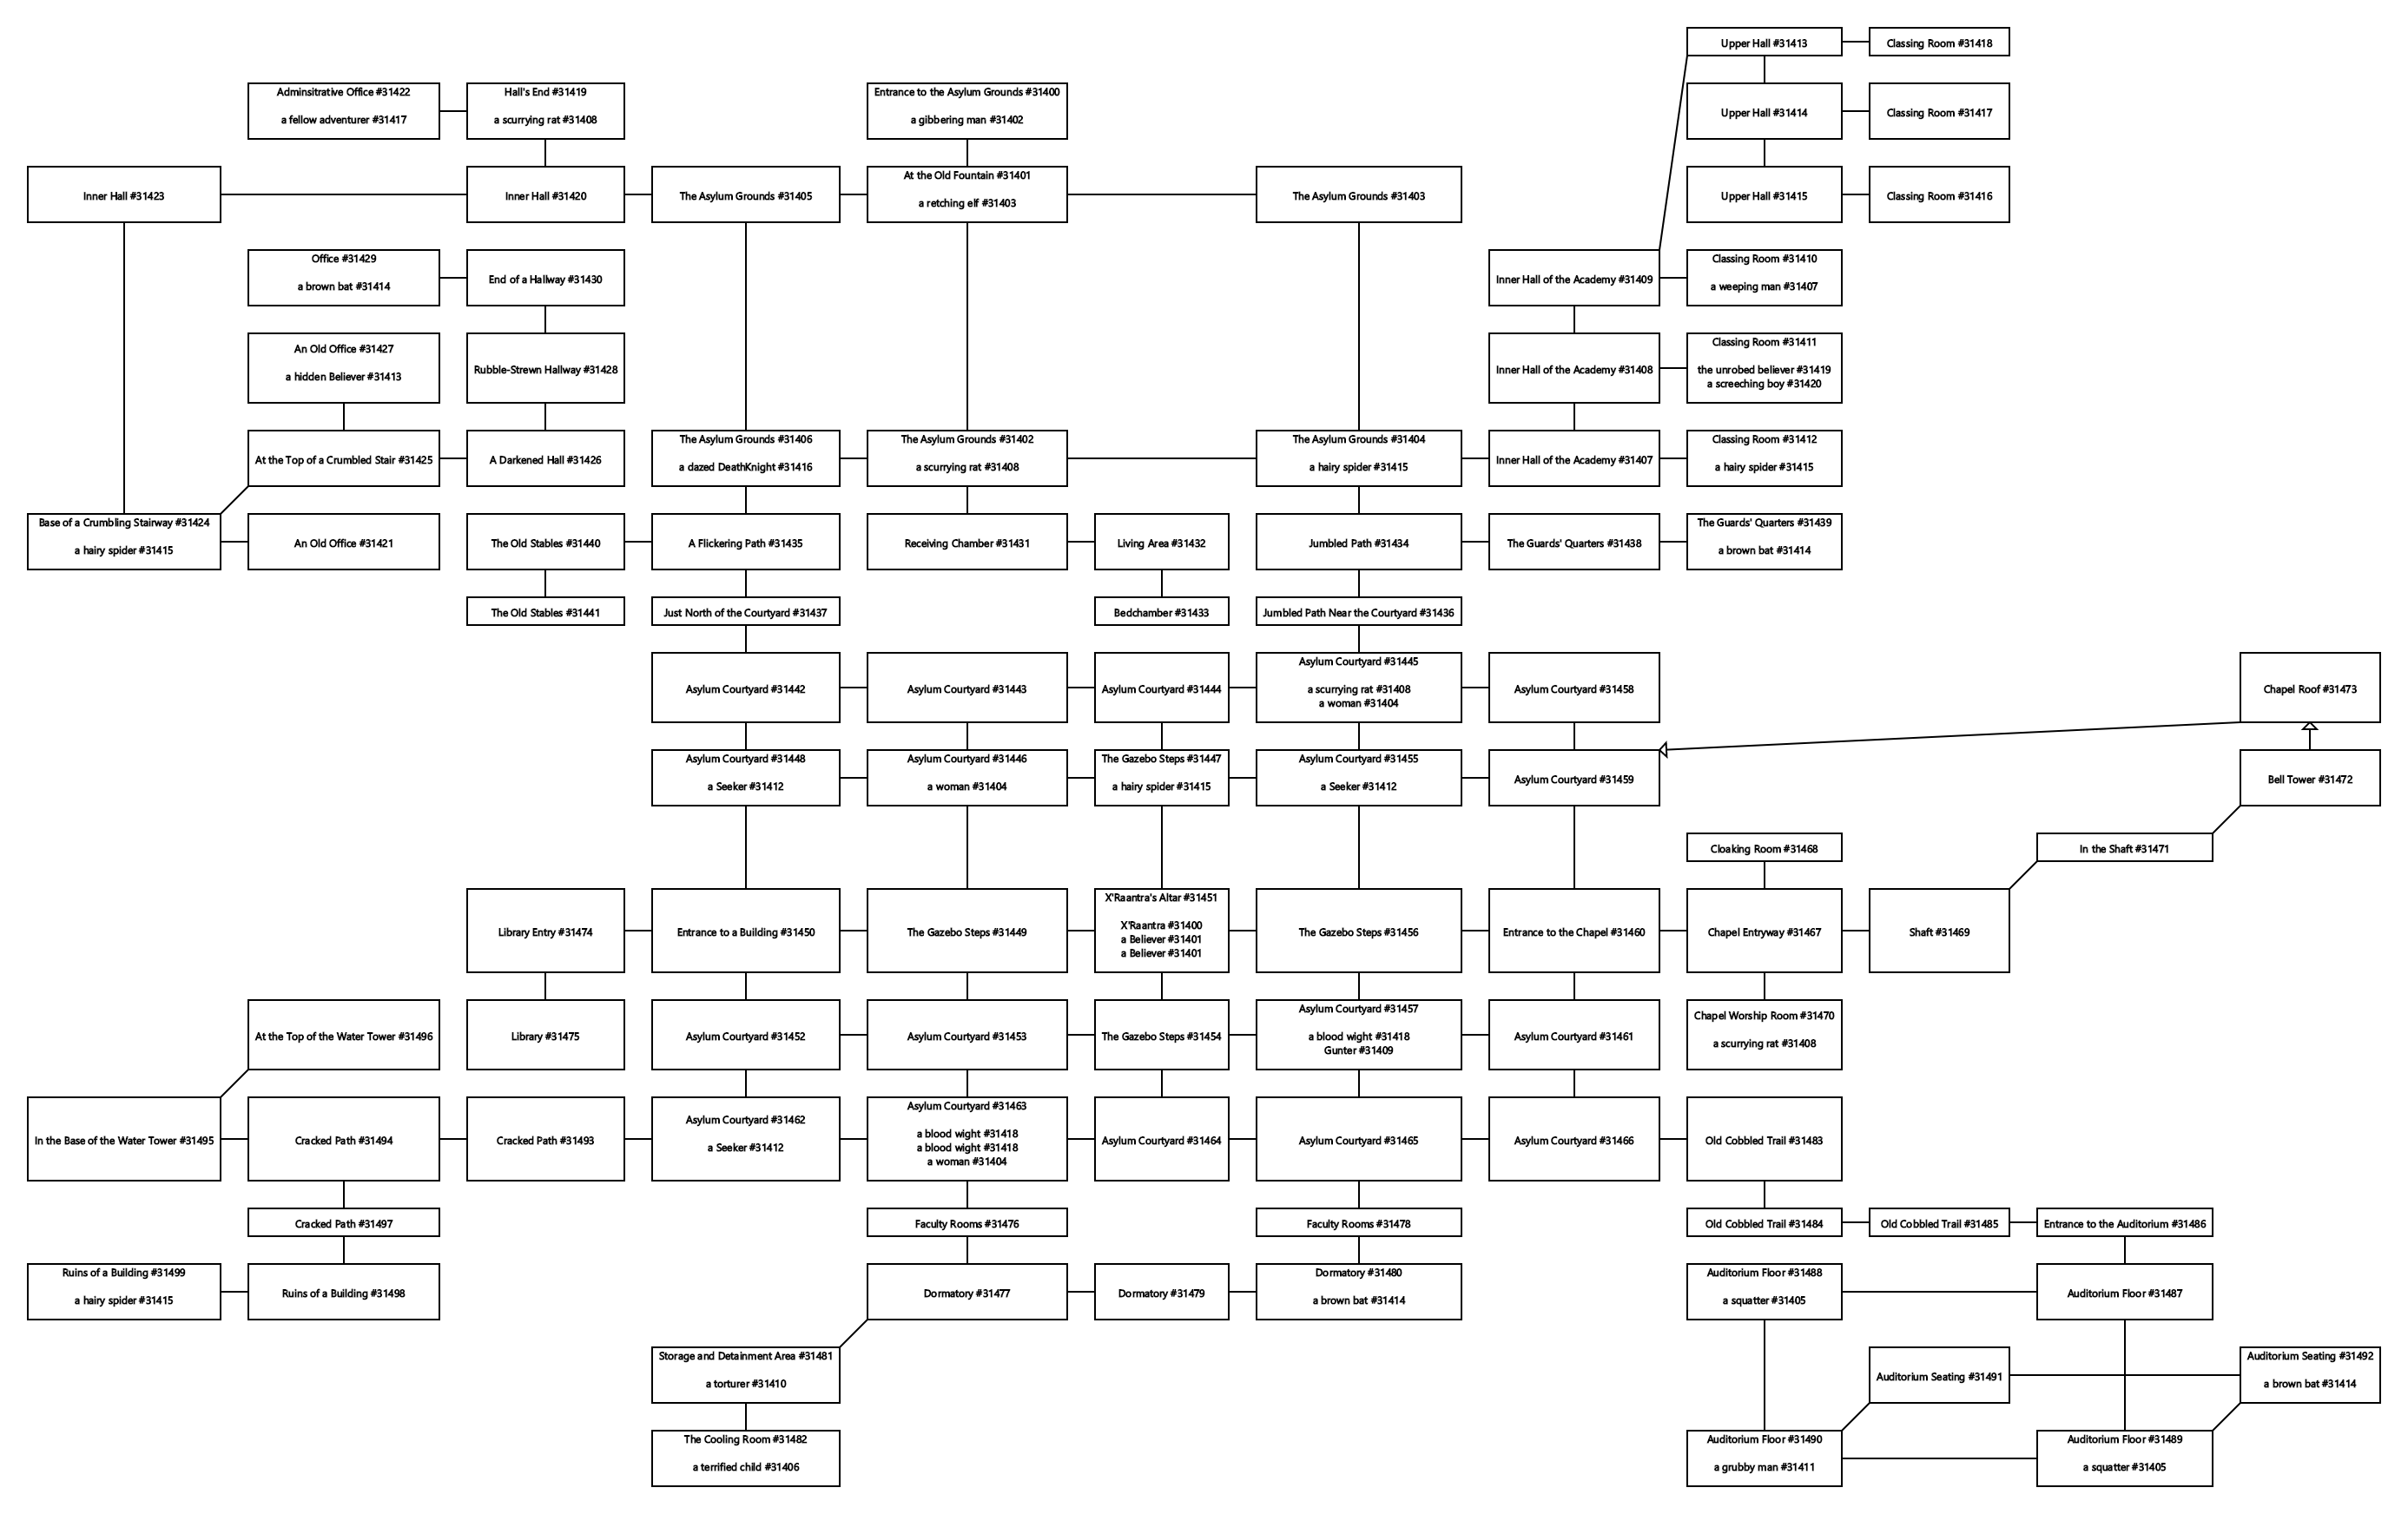 Upper Hall #31413
Classing Room #31418
Adminsitrative Office #31422
a fellow adventurer #31417
Hall's End #31419
a scurrying rat #31408
Entrance to the Asylum Grounds #31400
a gibbering man #31402
Upper Hall #31414
Classing Room #31417
Inner Hall #31423
Inner Hall #31420
The Asylum Grounds #31405
At the Old Fountain #31401
a retching elf #31403
The Asylum Grounds #31403
Upper Hall #31415
Classing Room #31416
Office #31429
a brown bat #31414
End of a Hallway #31430
Inner Hall of the Academy #31409
Classing Room #31410
a weeping man #31407
An Old Office #31427
a hidden Believer #31413
Rubble-Strewn Hallway #31428
Inner Hall of the Academy #31408
Classing Room #31411
the unrobed believer #31419
a screeching boy #31420
At the Top of a Crumbled Stair #31425
A Darkened Hall #31426
The Asylum Grounds #31406
a dazed DeathKnight #31416
The Asylum Grounds #31402
a scurrying rat #31408
The Asylum Grounds #31404
a hairy spider #31415
Inner Hall of the Academy #31407
Classing Room #31412
a hairy spider #31415
Base of a Crumbling Stairway #31424
a hairy spider #31415
An Old Office #31421
The Old Stables #31440
A Flickering Path #31435
Receiving Chamber #31431
Living Area #31432
Jumbled Path #31434
The Guards' Quarters #31438
The Guards' Quarters #31439
a brown bat #31414
The Old Stables #31441
Just North of the Courtyard #31437
Bedchamber #31433
Jumbled Path Near the Courtyard #31436
Asylum Courtyard #31442
Asylum Courtyard #31443
Asylum Courtyard #31444
Asylum Courtyard #31445
a scurrying rat #31408
a woman #31404
Asylum Courtyard #31458
Chapel Roof #31473
Asylum Courtyard #31448
a Seeker #31412
Asylum Courtyard #31446
a woman #31404
The Gazebo Steps #31447
a hairy spider #31415
Asylum Courtyard #31455
a Seeker #31412
Asylum Courtyard #31459
Bell Tower #31472
Cloaking Room #31468
In the Shaft #31471
Library Entry #31474
Entrance to a Building #31450
The Gazebo Steps #31449
X'Raantra's Altar #31451
X'Raantra #31400
a Believer #31401
a Believer #31401
The Gazebo Steps #31456
Entrance to the Chapel #31460
Chapel Entryway #31467
Shaft #31469
At the Top of the Water Tower #31496
Library #31475
Asylum Courtyard #31452
Asylum Courtyard #31453
The Gazebo Steps #31454
Asylum Courtyard #31457
a blood wight #31418
Gunter #31409
Asylum Courtyard #31461
Chapel Worship Room #31470
a scurrying rat #31408
In the Base of the Water Tower #31495
Cracked Path #31494
Cracked Path #31493
Asylum Courtyard #31462
a Seeker #31412
Asylum Courtyard #31463
a blood wight #31418
a blood wight #31418
a woman #31404
Asylum Courtyard #31464
Asylum Courtyard #31465
Asylum Courtyard #31466
Old Cobbled Trail #31483
Cracked Path #31497
Faculty Rooms #31476
Faculty Rooms #31478
Old Cobbled Trail #31484
Old Cobbled Trail #31485
Entrance to the Auditorium #31486
Ruins of a Building #31499
a hairy spider #31415
Ruins of a Building #31498
Dormatory #31477
Dormatory #31479
Dormatory #31480
a brown bat #31414
Auditorium Floor #31488
a squatter #31405
Auditorium Floor #31487
Storage and Detainment Area #31481
a torturer #31410
Auditorium Seating #31491
Auditorium Seating #31492
a brown bat #31414
The Cooling Room #31482
a terrified child #31406
Auditorium Floor #31490
a grubby man #31411
Auditorium Floor #31489
a squatter #31405